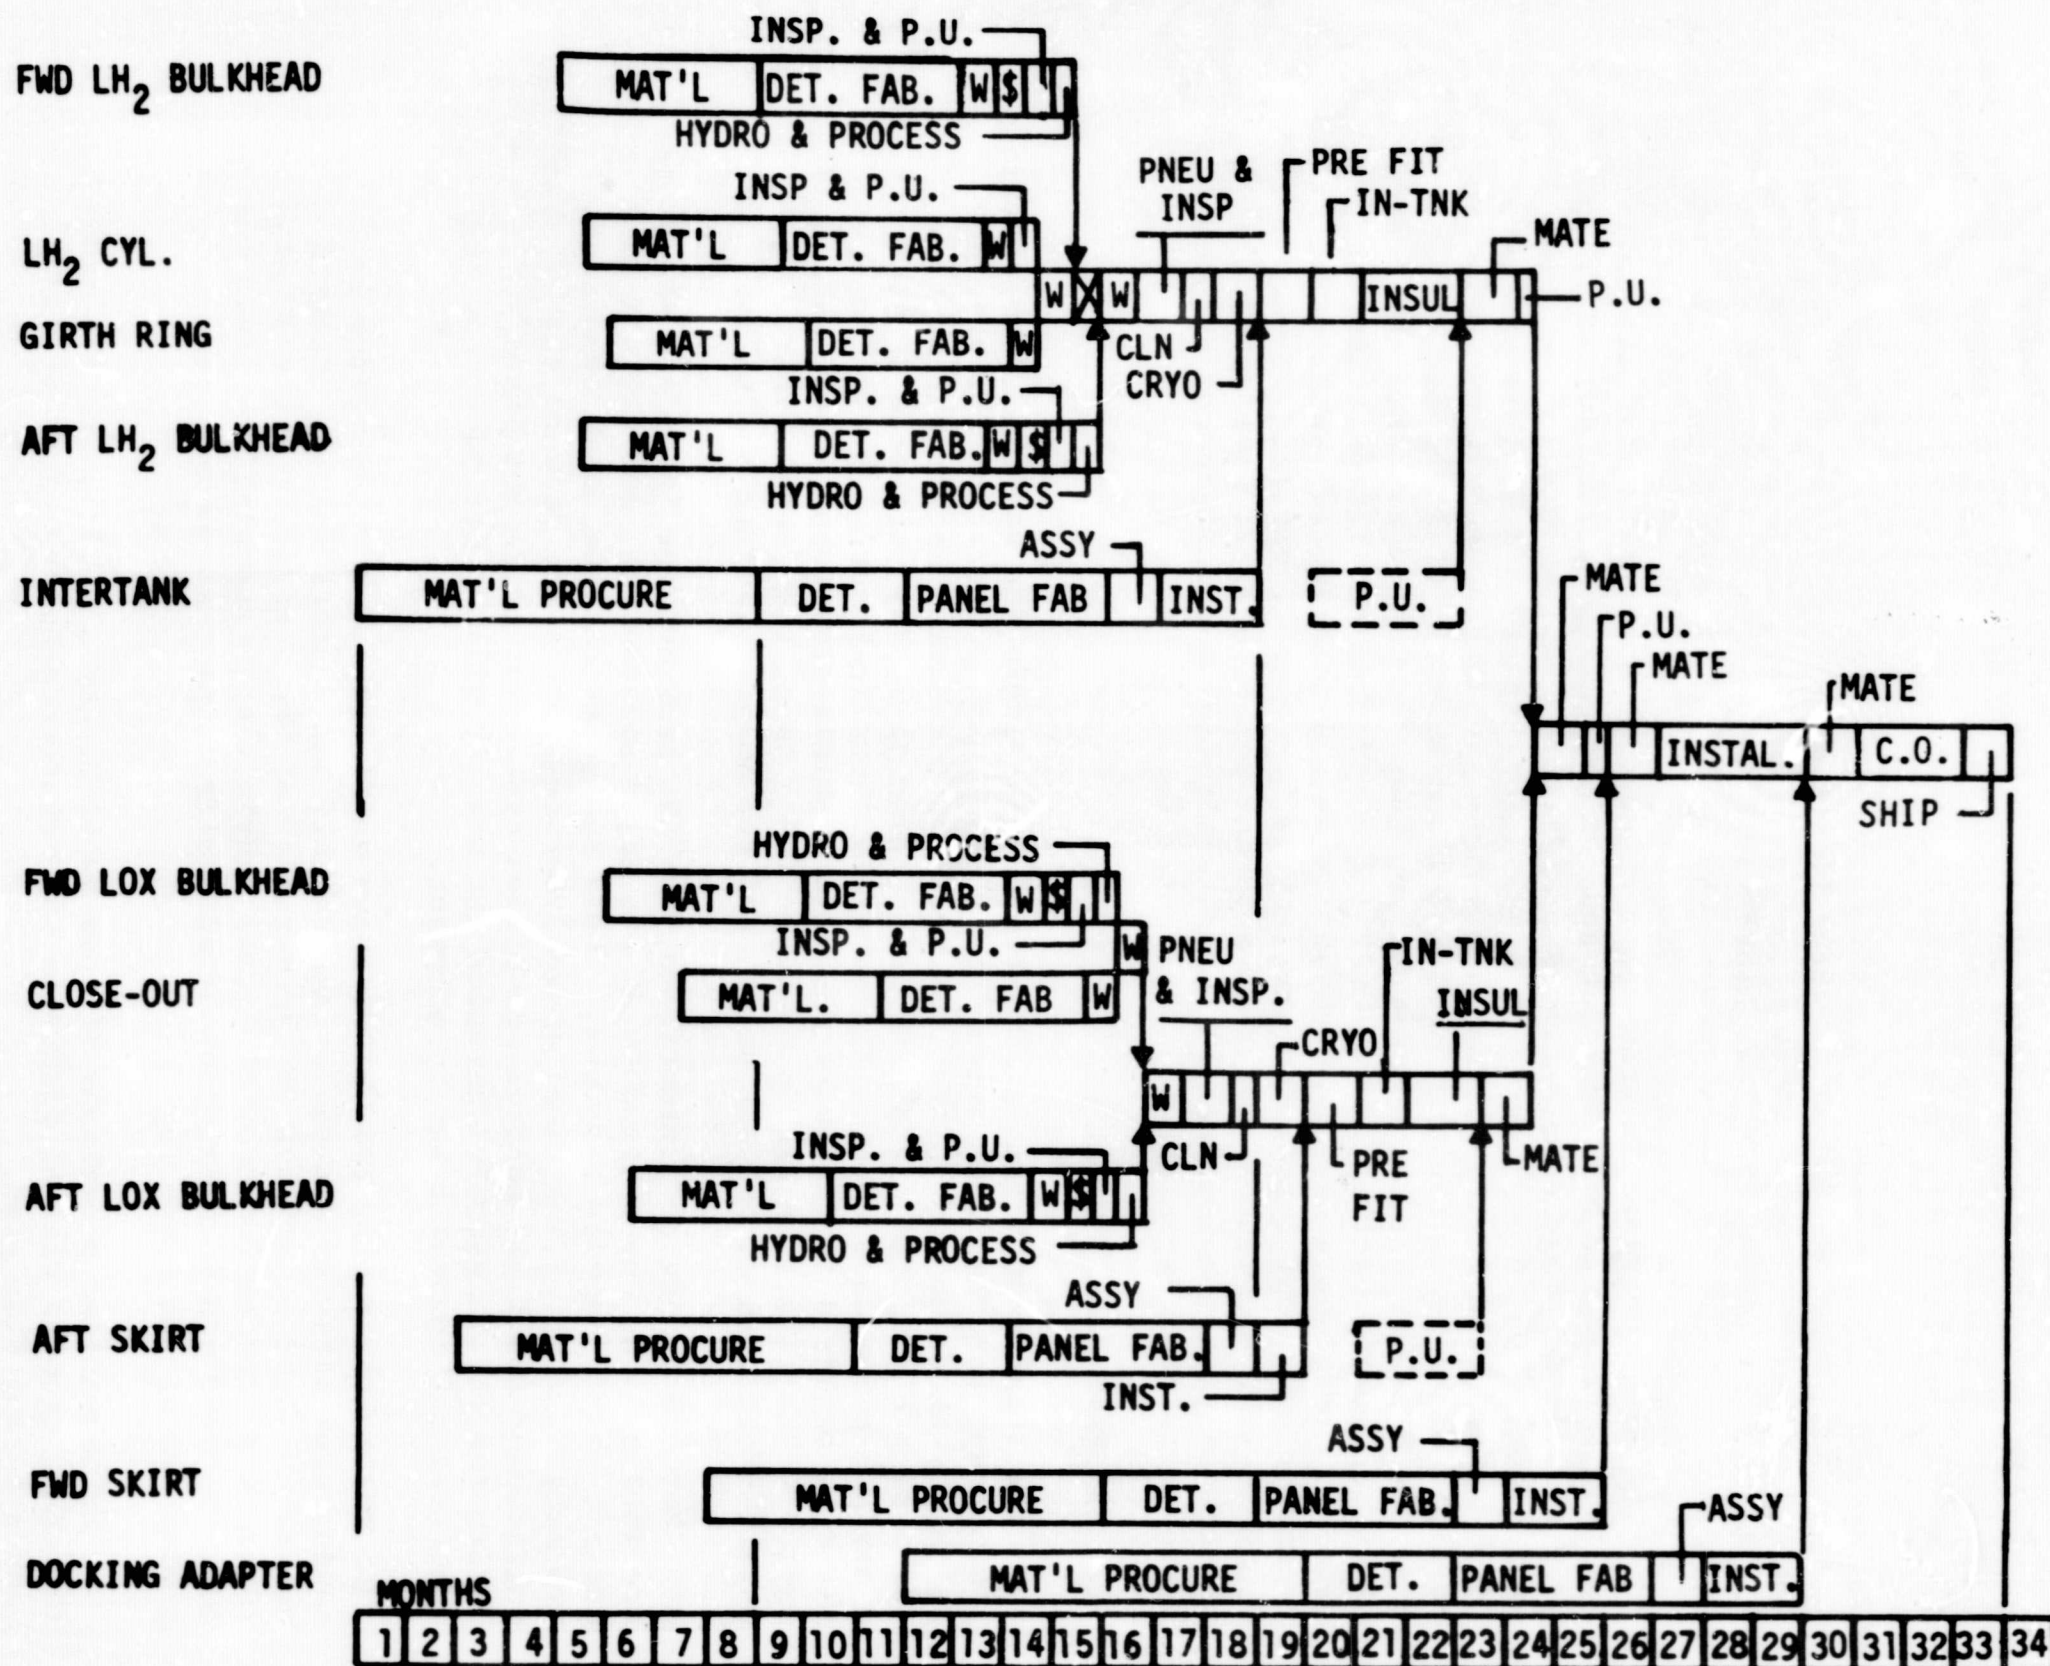 INSP. & P.U.
FWD LH2 BULKHEAD
MAT'L DET. FAB. W $
HYDRO & PROCESS
PNEU & INSP
PRE FIT
IN-TNK
INSP & P.U.
MATE
LH2 CYL.
MAT'L DET. FAB. W
W X W INSUL
P.U.
GIRTH RING
MAT'L DET. FAB. W
CLN
CRYO
INSP. & P.U.
AFT LH2 BULKHEAD
MAT'L DET. FAB. W $
HYDRO & PROCESS
ASSY
INTERTANK
MAT'L PROCURE DET. PANEL FAB INST.
P.U.
MATE
P.U.
MATE
MATE
INSTAL. C.O.
SHIP
HYDRO & PROCESS
FWD LOX BULKHEAD
MAT'L DET. FAB. W $
INSP. & P.U.
W
PNEU
& INSP.
IN-TNK
INSUL
CLOSE-OUT
MAT'L. DET. FAB W
CRYO
W
INSP. & P.U.
CLN
PRE
FIT
MATE
AFT LOX BULKHEAD
MAT'L DET. FAB. W $
HYDRO & PROCESS
ASSY
AFT SKIRT
MAT'L PROCURE DET. PANEL FAB.
P.U.
INST.
ASSY
FWD SKIRT
MAT'L PROCURE DET. PANEL FAB. INST.
ASSY
DOCKING ADAPTER
MAT'L PROCURE DET. PANEL FAB INST.
MONTHS
1 2 3 4 5 6 7 8 9 10 11 12 13 14 15 16 17 18 19 20 21 22 23 24 25 26 27 28 29 30 31 32 33 34